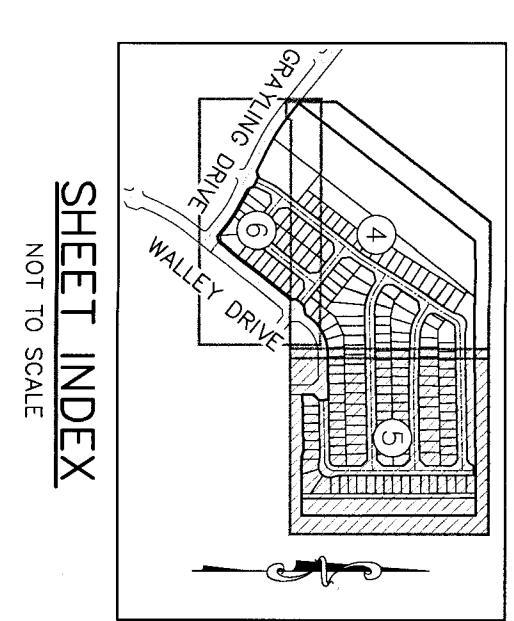 SHEET INDEX
NOT TO SCALE
GRAYLING DRIVE
WALLEY DRIVE
4
5
6
N